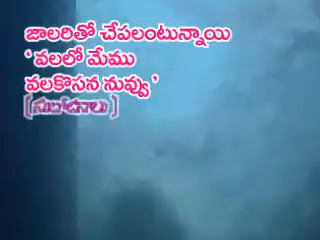 జాలరితో చేపలంటున్నాయి
‘వలలో మేము
వలకొసన నువ్వు’